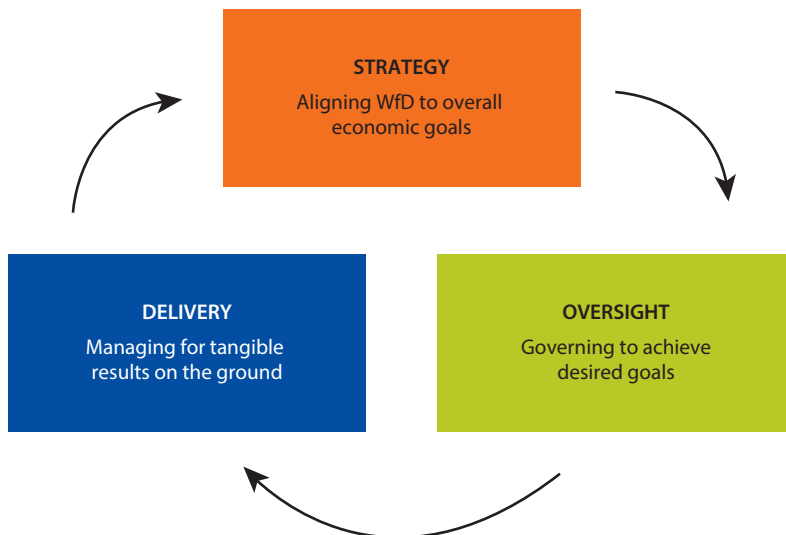 STRATEGY
Aligning WfD to overall
economic goals
DELIVERY
Managing for tangible
results on the ground
OVERSIGHT
Governing to achieve
desired goals